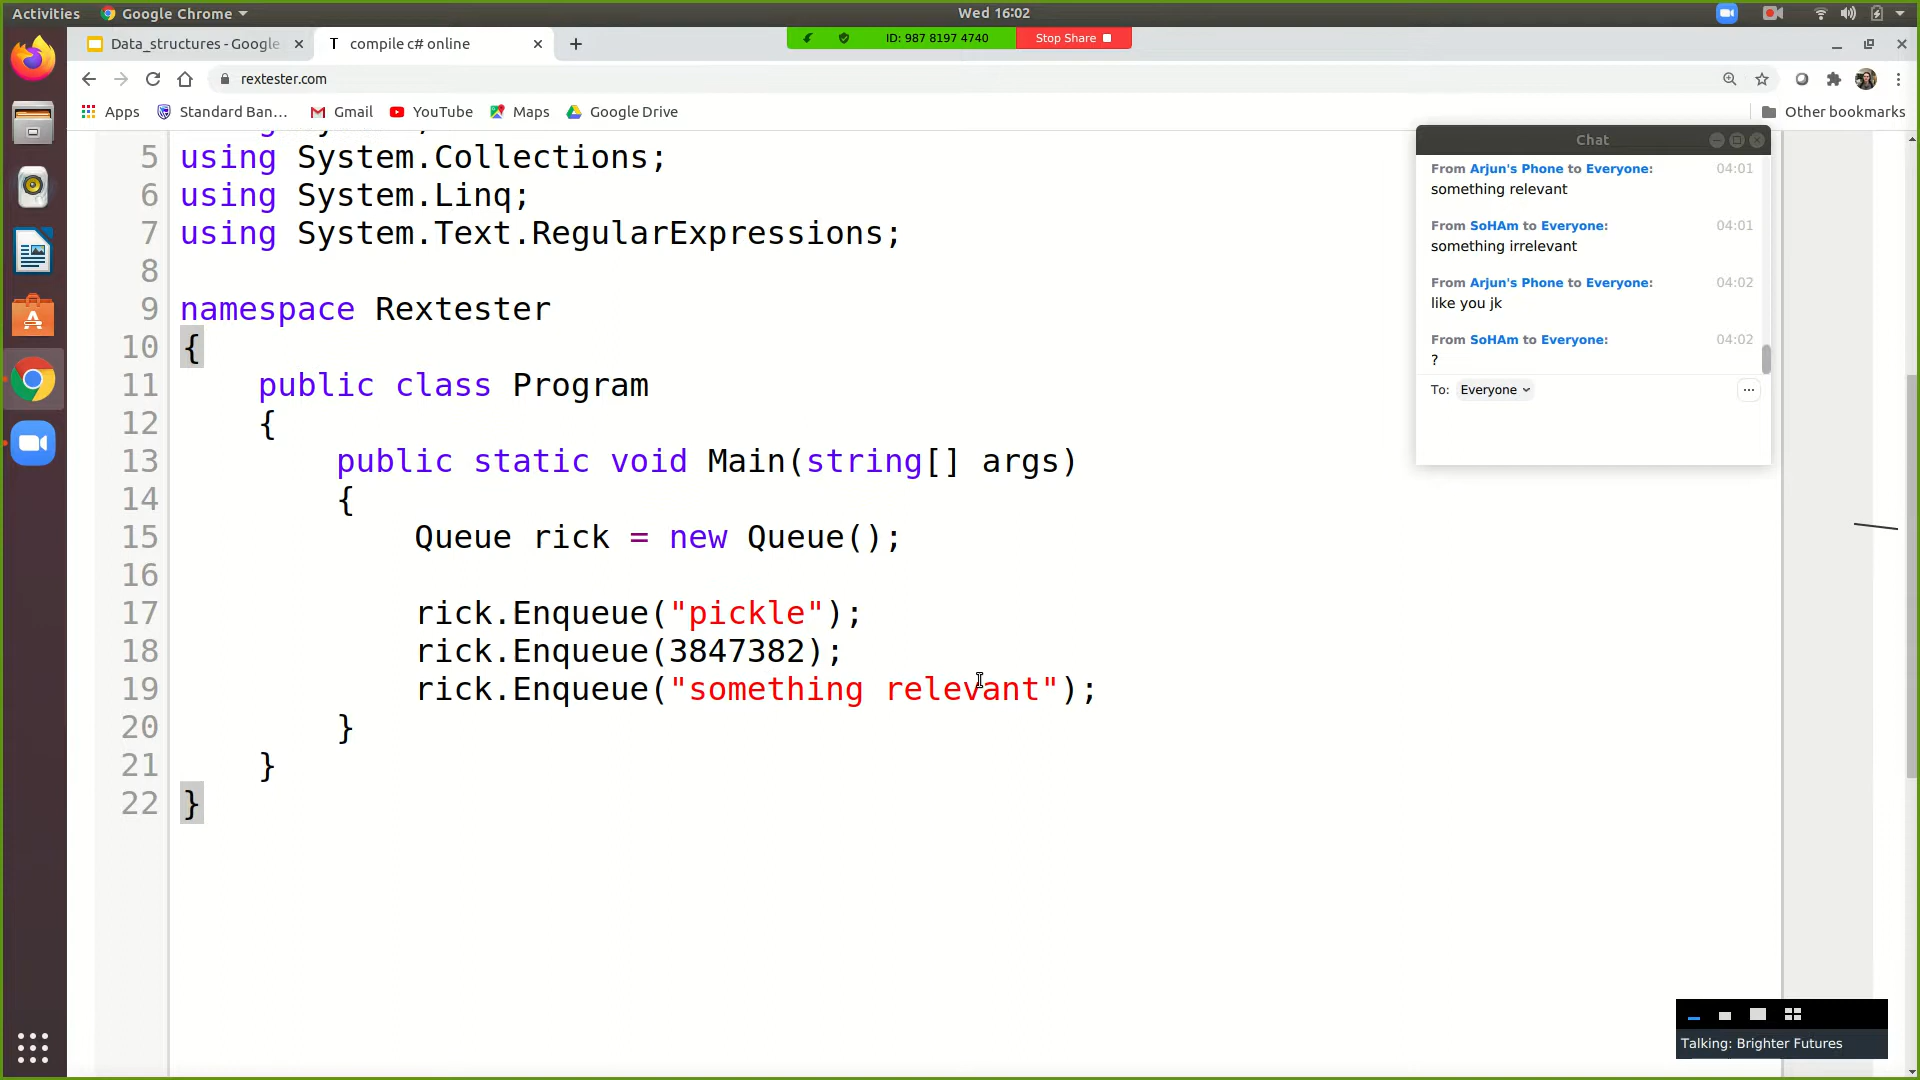 Activities Google Chrome Wed 16:02
Data_structures - Google compile c# online ID: 987 8197 4740 Stop Share
rextester.com
Apps Standard Ban... Gmail YouTube Maps Google Drive Other bookmarks
5 using System.Collections;
6 using System.Linq;
7 using System.Text.RegularExpressions;
8
9 namespace Rextester
10 {
11 public class Program
12 {
13 public static void Main(string[] args)
14 {
15 Queue rick = new Queue();
16
17 rick.Enqueue("pickle");
18 rick.Enqueue(3847382);
19 rick.Enqueue("something relevant");
20 }
21 }
22 }
Chat
From Arjun's Phone to Everyone: 04:01
something relevant
From SoHAm to Everyone: 04:01
something irrelevant
From Arjun's Phone to Everyone: 04:02
like you jk
From SoHAm to Everyone: 04:02
?
To: Everyone
Talking: Brighter Futures